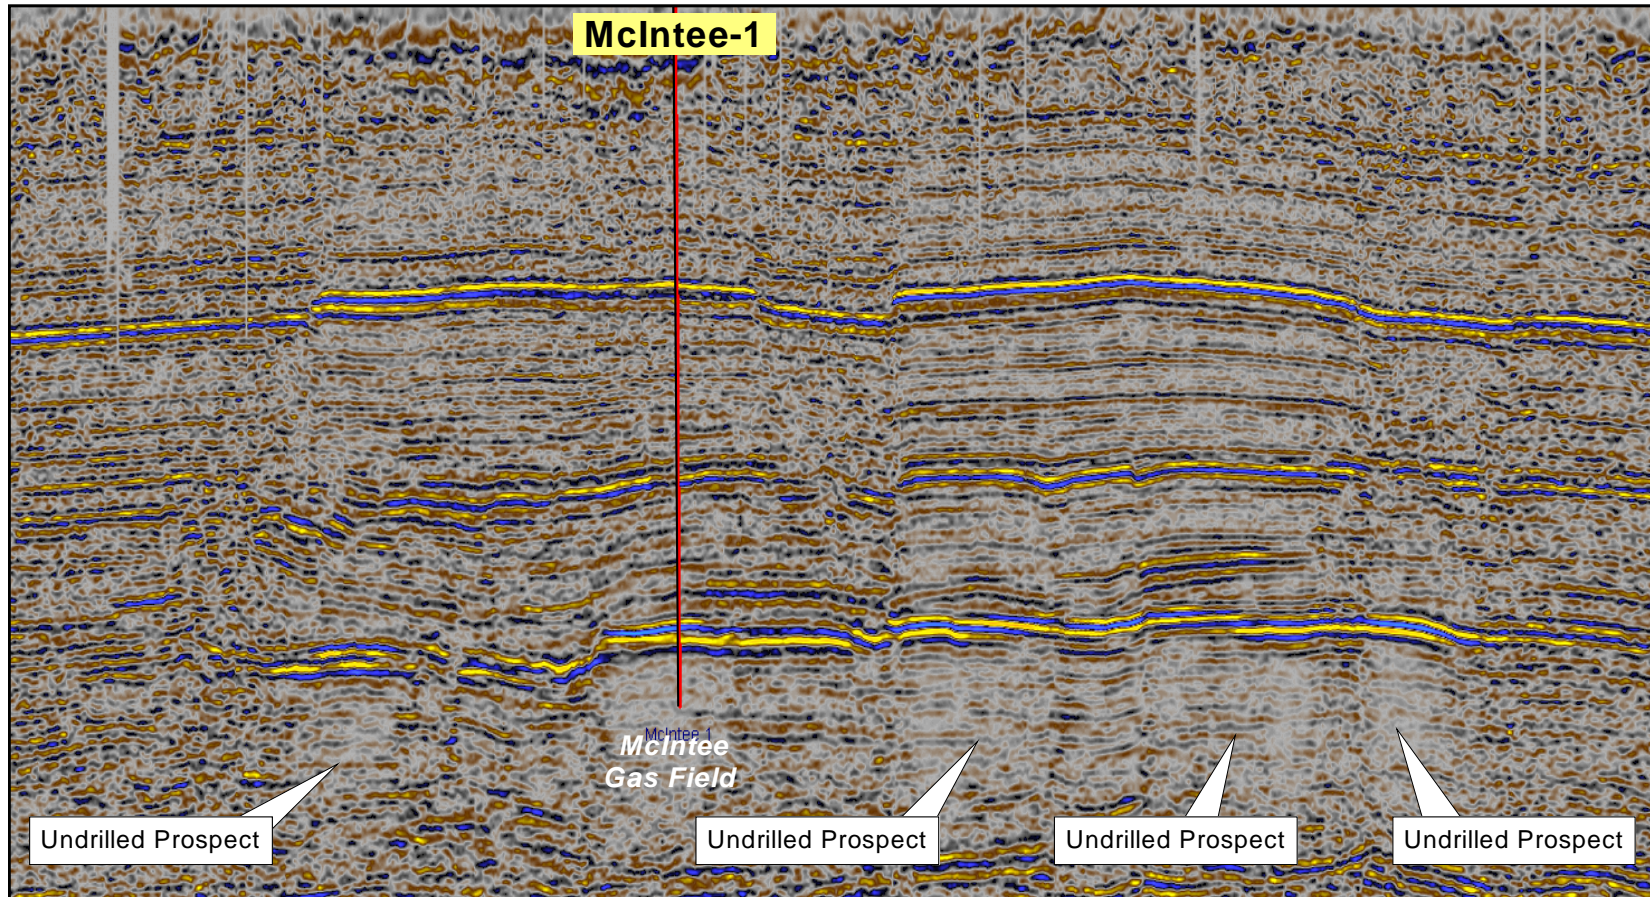 McIntee-1
McIntee 1
McIntee
Gas Field
Undrilled Prospect
Undrilled Prospect
Undrilled Prospect
Undrilled Prospect